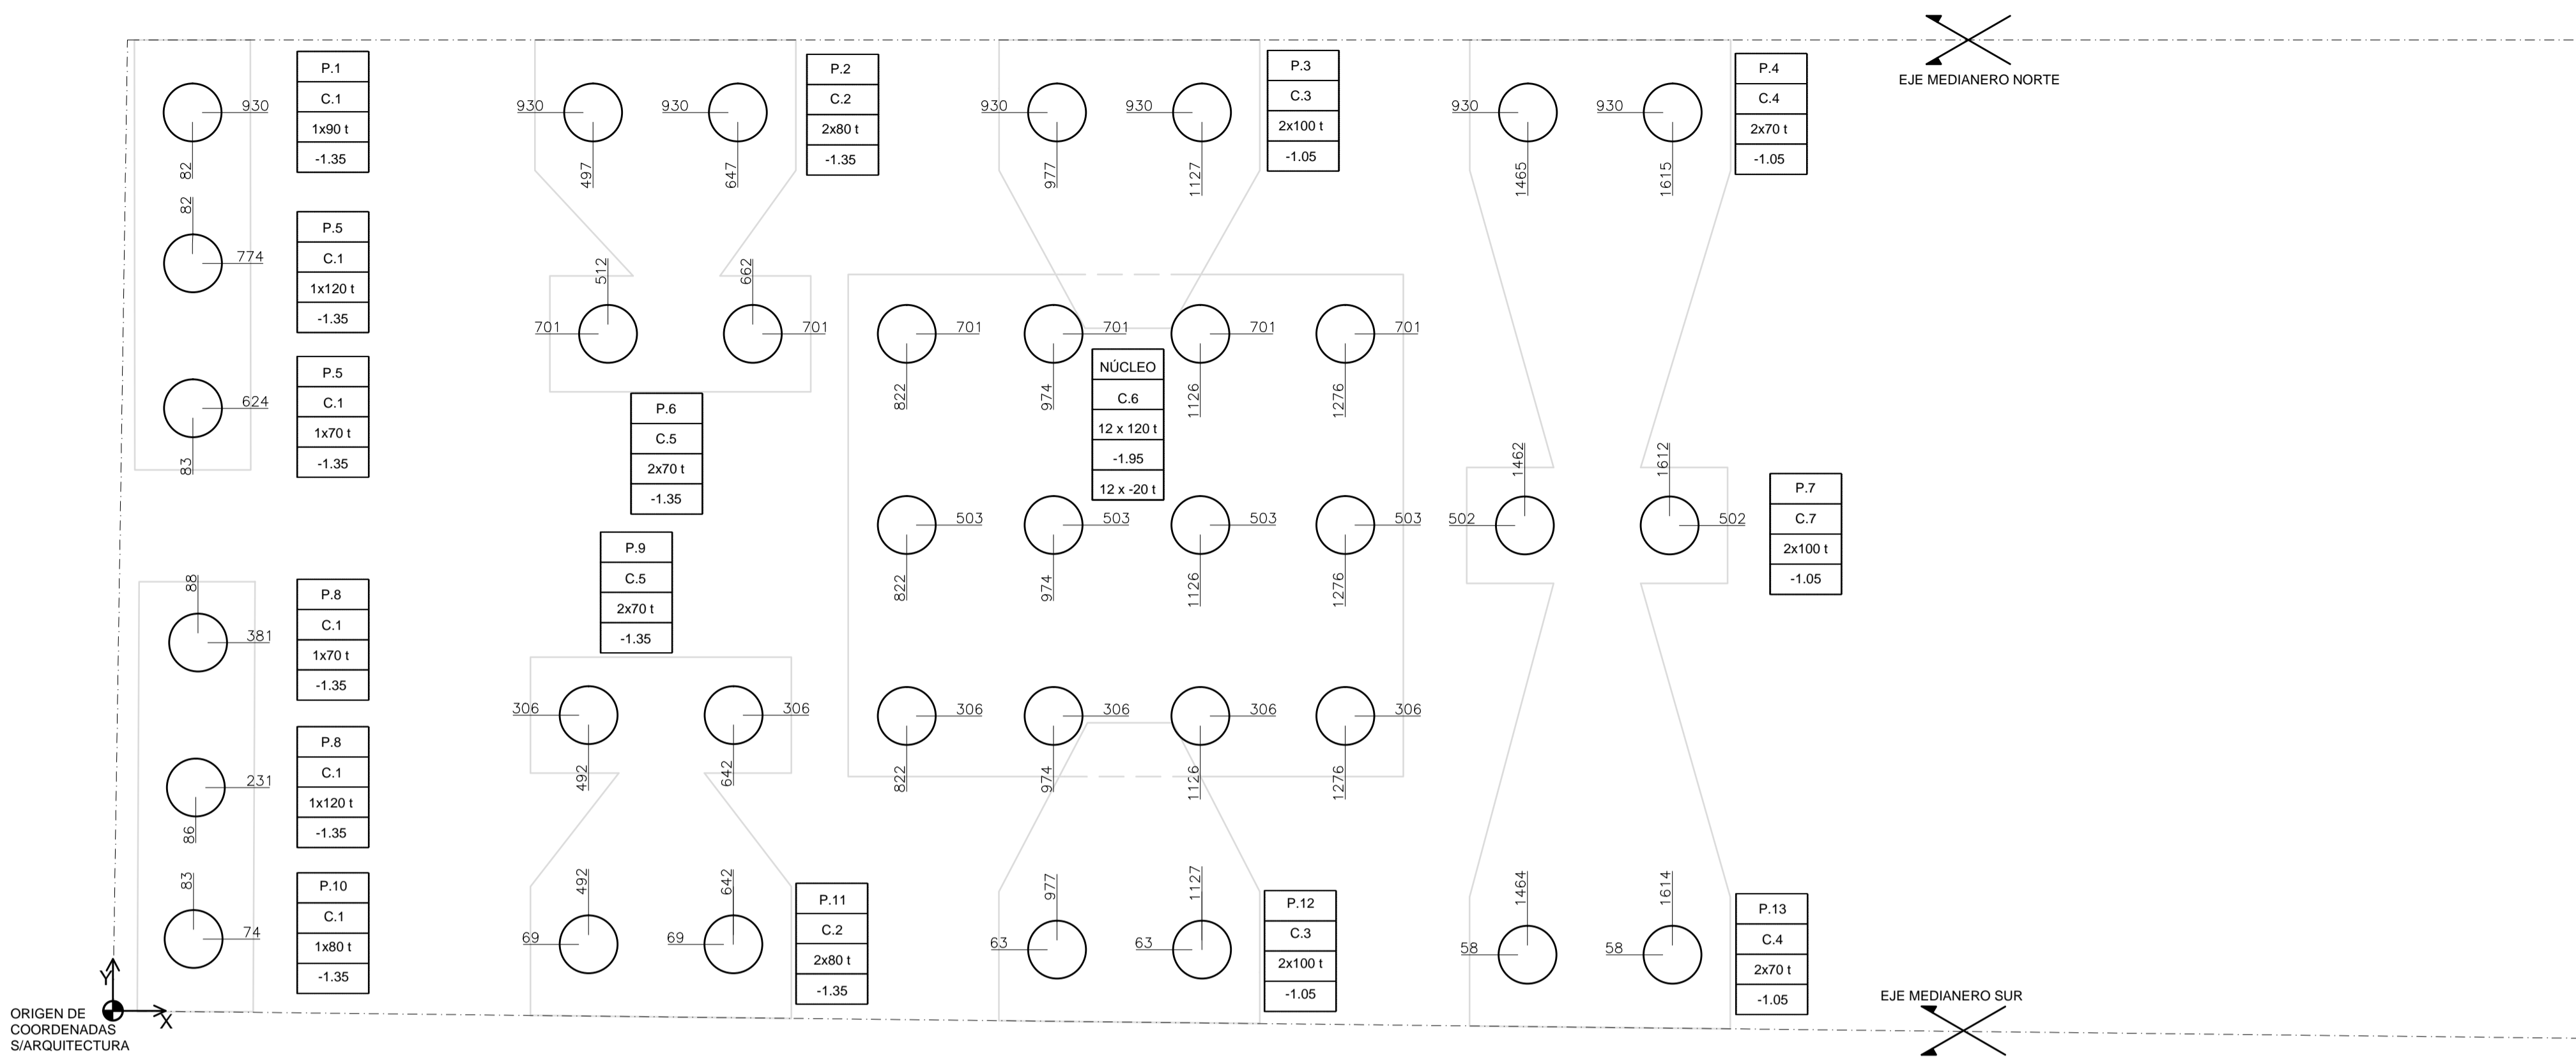 EJE MEDIANERO NORTE
P.1
C.1
1x90 t
-1.35
P.2
C.2
2x80 t
-1.35
P.3
C.3
2x100 t
-1.05
P.4
C.4
2x70 t
-1.05
930
82
930
497
930
647
930
977
930
1127
930
1465
930
1615
82
774
P.5
C.1
1x120 t
-1.35
512
701
662
701
624
83
P.5
C.1
1x70 t
-1.35
P.6
C.5
2x70 t
-1.35
701
822
701
974
701
1126
701
1276
NÚCLEO
C.6
12 x 120 t
-1.95
12 x -20 t
503
822
503
974
503
1126
503
1276
1462
502
1612
502
P.7
C.7
2x100 t
-1.05
P.9
C.5
2x70 t
-1.35
88
381
P.8
C.1
1x70 t
-1.35
306
492
306
642
306
822
306
974
306
1126
306
1276
231
86
P.8
C.1
1x120 t
-1.35
83
74
P.10
C.1
1x80 t
-1.35
492
69
642
69
P.11
C.2
2x80 t
-1.35
977
63
1127
63
P.12
C.3
2x100 t
-1.05
1464
58
1614
58
P.13
C.4
2x70 t
-1.05
EJE MEDIANERO SUR
Y
X
ORIGEN DE
COORDENADAS
S/ARQUITECTURA